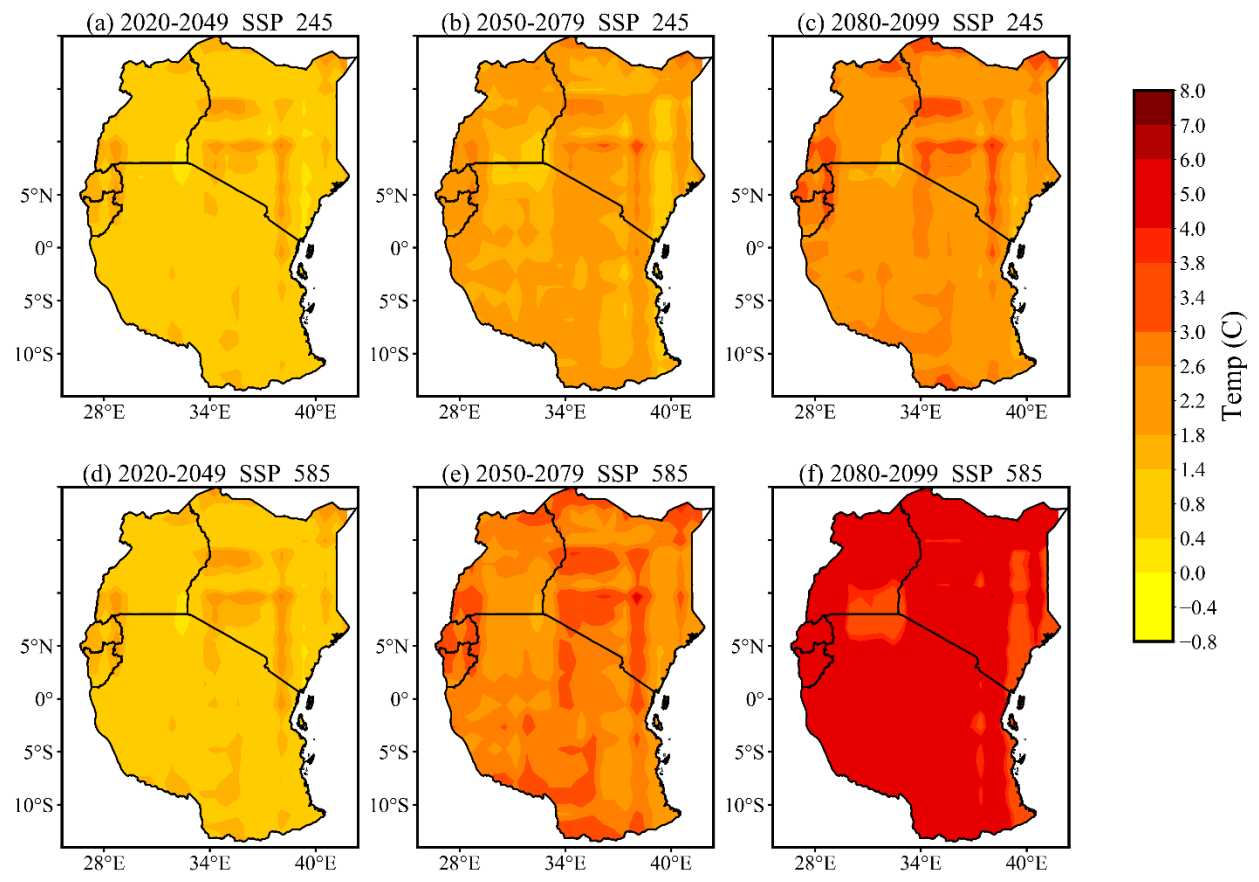 (a) 2020-2049 SSP 245
(b) 2050-2079 SSP 245
(c) 2080-2099 SSP 245
5°N
0°
5°S
10°S
28°E
34°E
40°E
28°E
34°E
40°E
28°E
34°E
40°E
(d) 2020-2049 SSP 585
(e) 2050-2079 SSP 585
(f) 2080-2099 SSP 585
5°N
0°
5°S
10°S
28°E
34°E
40°E
28°E
34°E
40°E
28°E
34°E
40°E
8.0
7.0
6.0
5.0
4.0
3.8
3.4
3.0
2.6
2.2
1.8
1.4
0.8
0.4
0.0
−0.4
−0.8
Temp (C)